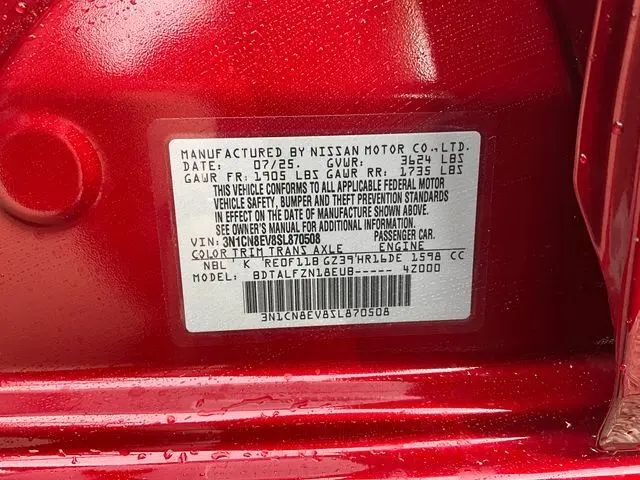 MANUFACTURED BY NISSAN MOTOR CO.,LTD.
DATE: 07/25. GVWR: 3624 LBS
GAWR FR: 1905 LBS GAWR RR: 1735 LBS
THIS VEHICLE CONFORMS TO ALL APPLICABLE FEDERAL MOTOR
VEHICLE SAFETY, BUMPER AND THEFT PREVENTION STANDARDS
IN EFFECT ON THE DATE OF MANUFACTURE SHOWN ABOVE.
SEE OWNER'S MANUAL FOR ADDITIONAL INFORMATION.
VIN: 3N1CN8EV8SL870508 PASSENGER CAR.
COLOR TRIM TRANS AXLE ENGINE
NBL K RE0F11B GZ39 HR16DE 1598 CC
MODEL: BDTALFZN18EUB----- 4Z000
3N1CN8EV8SL870508